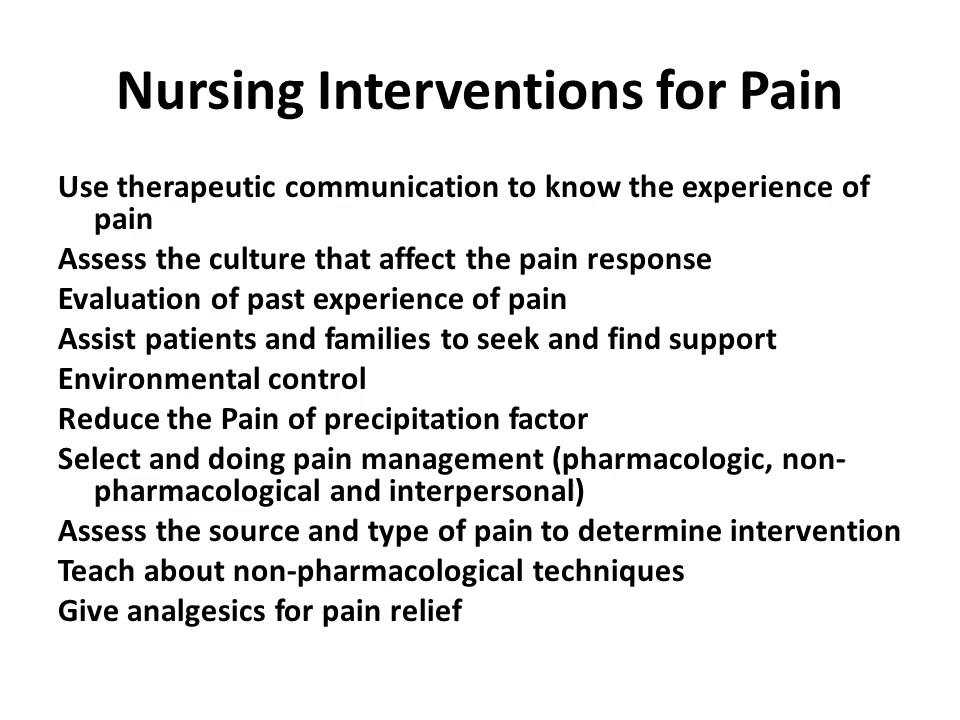 Nursing Interventions for Pain
Use therapeutic communication to know the experience of
pain
Assess the culture that affect the pain response
Evaluation of past experience of pain
Assist patients and families to seek and find support
Environmental control
Reduce the Pain of precipitation factor
Select and doing pain management (pharmacologic, non-
pharmacological and interpersonal)
Assess the source and type of pain to determine intervention
Teach about non-pharmacological techniques
Give analgesics for pain relief